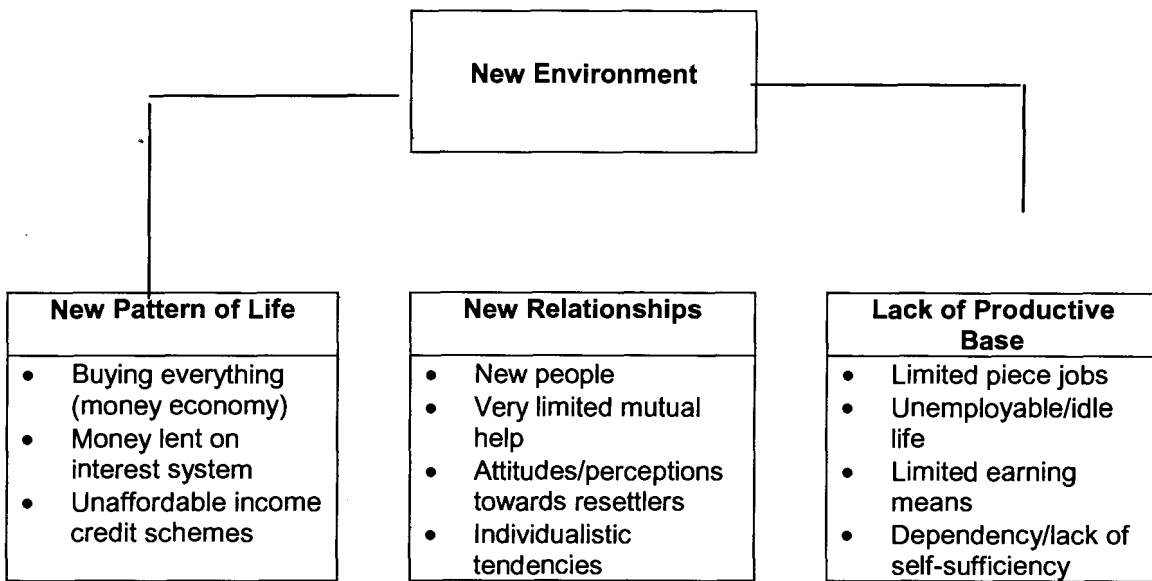 New Environment
New Pattern of Life
• Buying everything
(money economy)
• Money lent on
interest system
• Unaffordable income
credit schemes
New Relationships
• New people
• Very limited mutual
help
• Attitudes/perceptions
towards resettlers
• Individualistic
tendencies
Lack of Productive
Base
• Limited piece jobs
• Unemployable/idle
life
• Limited earning
means
• Dependency/lack of
self-sufficiency